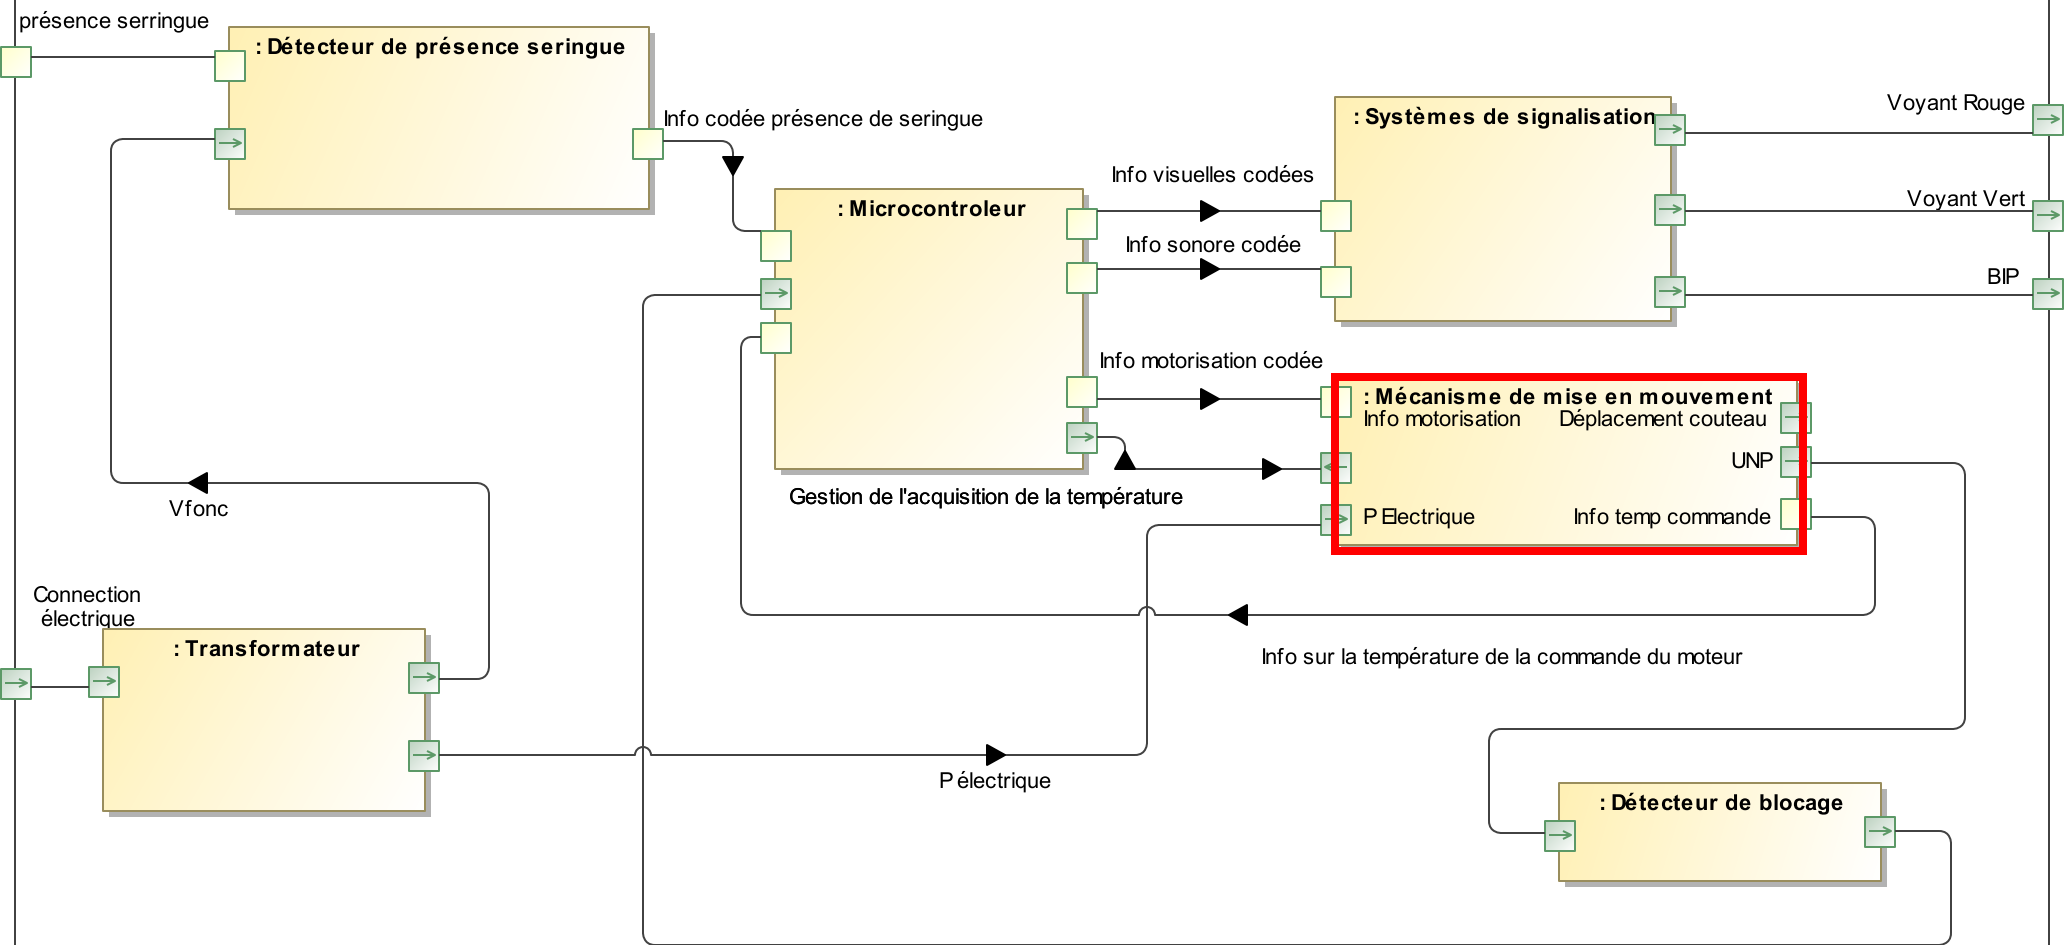 présence serringue
: Détecteur de présence seringue
Info codée présence de seringue
: Microcontroleur
Info visuelles codées
Info sonore codée
: Systèmes de signalisation
Voyant Rouge
Voyant Vert
BIP
Info motorisation codée
: Mécanisme de mise en mouvement
Info motorisation
Déplacement couteau
UNP
P Electrique
Info temp commande
Gestion de l'acquisition de la température
Vfonc
Connection
électrique
: Transformateur
Info sur la température de la commande du moteur
P électrique
: Détecteur de blocage